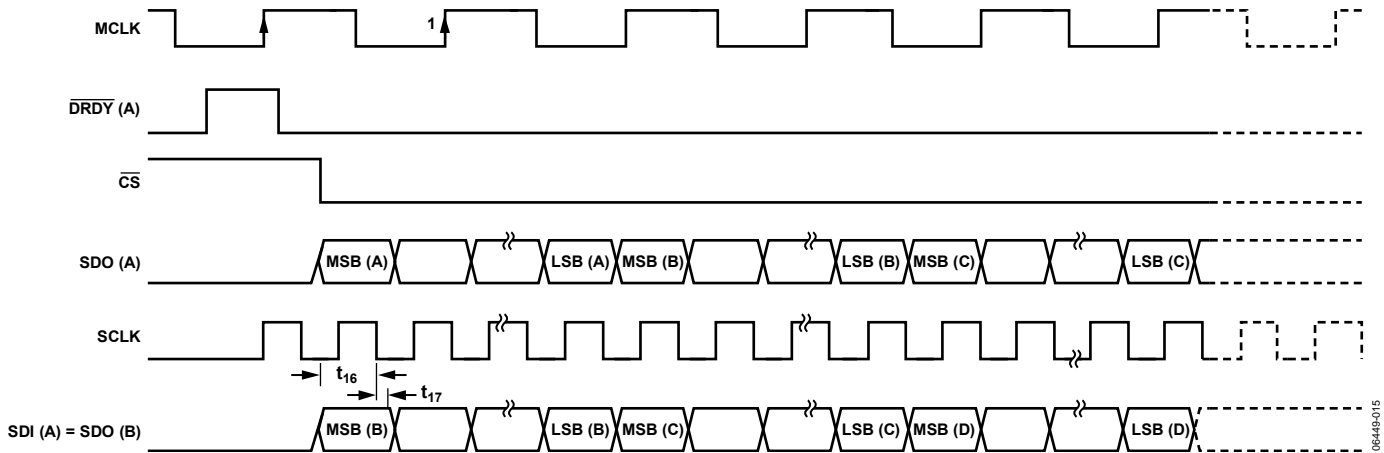 MCLK
1
DRDY (A)
CS
SDO (A)
MSB (A) LSB (A) MSB (B) LSB (B) MSB (C) LSB (C)
SCLK
t16
t17
SDI (A) = SDO (B)
MSB (B) LSB (B) MSB (C) LSB (C) MSB (D) LSB (D)
06449-015